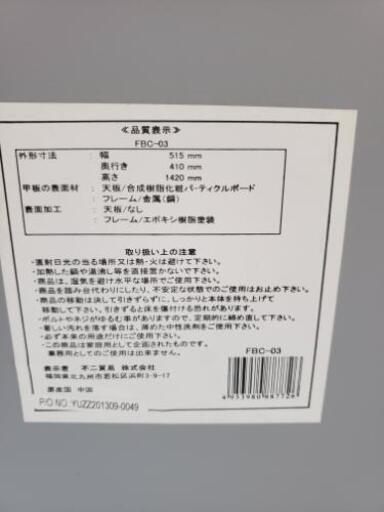 ≪品質表示≫
FBC-03
外形寸法 : 幅 515 mm
奥行き 410 mm
高さ 1420 mm
甲板の表面材 : 天板/合成樹脂化粧パーティクルボード
フレーム/金属(鋼)
表面加工 : 天板/なし
フレーム/エポキシ樹脂塗装
取り扱い上の注意
・直射日光の当る場所又は熱・火は避けて下さい。
・加熱した鍋や湯沸し等を直接置かないで下さい。
・商品は、湿気を避け水平な場所でご使用下さい。
・商品を踏み台代わりにしたり、不安定な状態でのご使用はお止め下さい。
・商品の移動は決して引きずらずに、しっかりと本体を持ち上げて
移動して下さい。引きずると床を傷付ける恐れがあります。
・ボルトやネジがゆるむ事がありますので、定期的に締め直して下さい。
・著しい汚れを落す場合は、薄めた中性洗剤をご使用下さい。
・必ず本来の用途だけにご使用下さい。
・この商品は家庭用として企画されています。
業務用としてのご使用は出来ません。
FBC-03
表示者 不二貿易 株式会社
福岡県北九州市若松区浜町3-9-17
原産国 中国
4 953980 887726
P/O NO.:YUZZ201309-0049